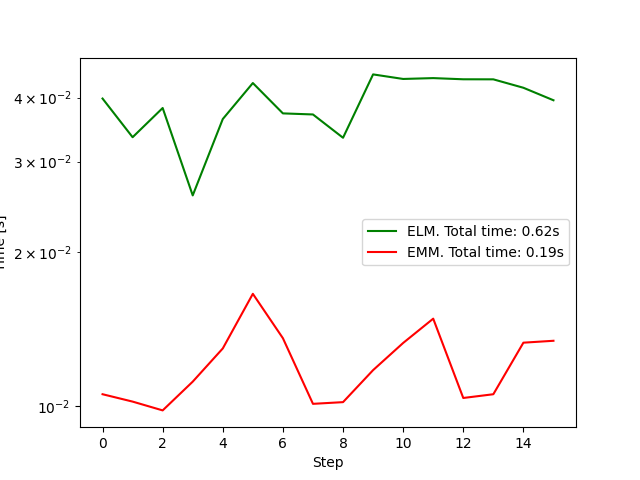 4 × 10⁻²
3 × 10⁻²
2 × 10⁻²
10⁻²
ELM. Total time: 0.62s
EMM. Total time: 0.19s
0 2 4 6 8 10 12 14
Step